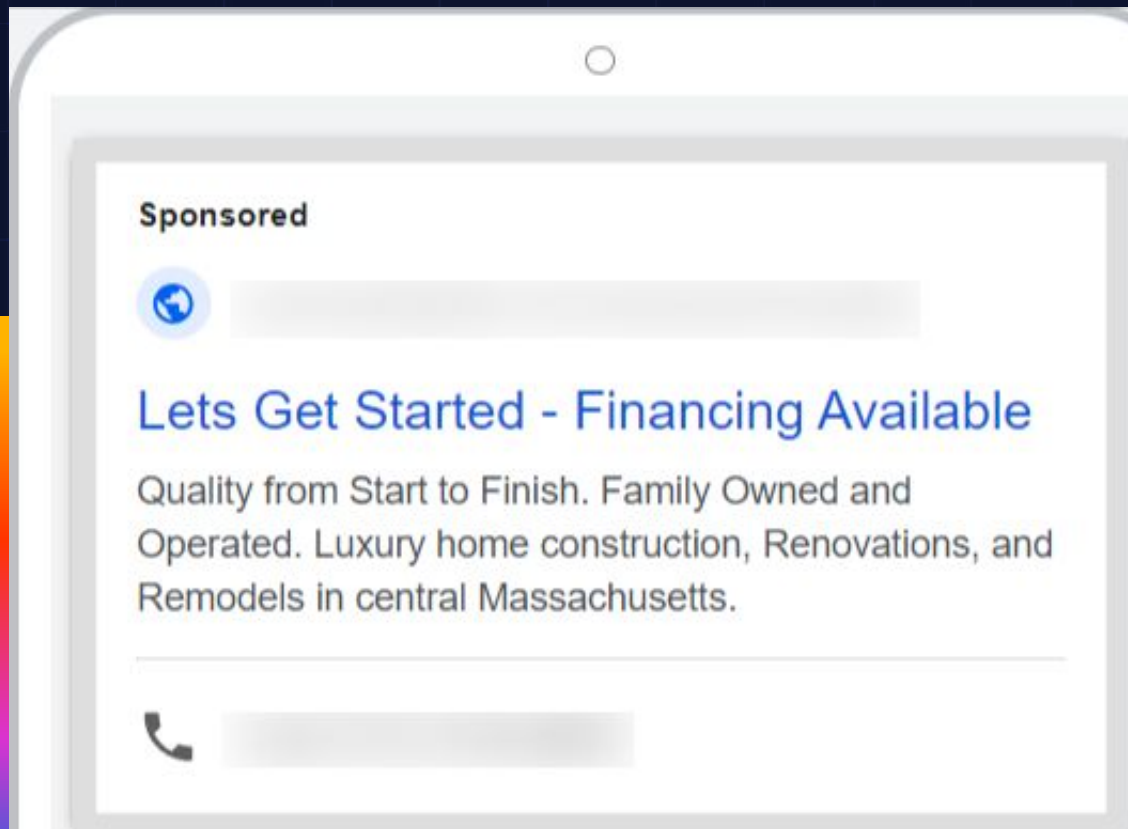 Sponsored
Lets Get Started - Financing Available
Quality from Start to Finish. Family Owned and
Operated. Luxury home construction, Renovations, and
Remodels in central Massachusetts.